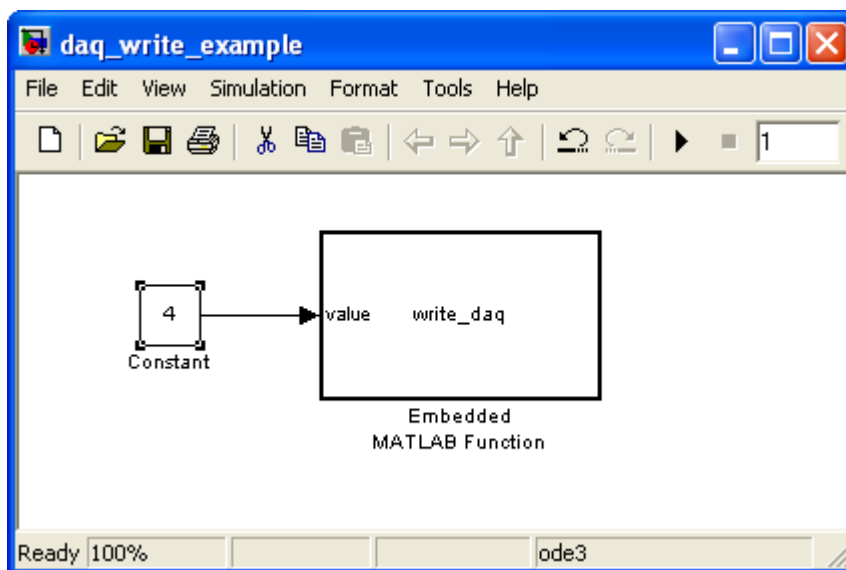 daq_write_example
File Edit View Simulation Format Tools Help
1
4
value write_daq
Constant
Embedded
MATLAB Function
Ready 100% ode3